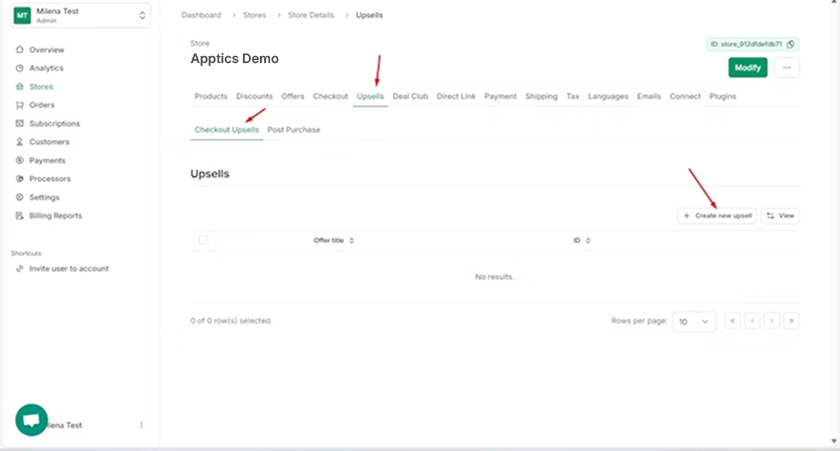 MT
Milena Test
Admin
Overview
Analytics
Stores
Orders
Subscriptions
Customers
Payments
Processors
Settings
Billing Reports
Shortcuts
Invite user to account
Dashboard > Stores > Store Details > Upsells
Store
Apptics Demo
Modify
Products Discounts Offers Checkout Upsells Deal Club Direct Link Payment Shipping Tax Languages Emails Connect Plugins
Checkout Upsells Post Purchase
Upsells
+ Create new upsell View
Offer title ID
No results.
0 of 0 row(s) selected.
Rows per page: 10
lena Test